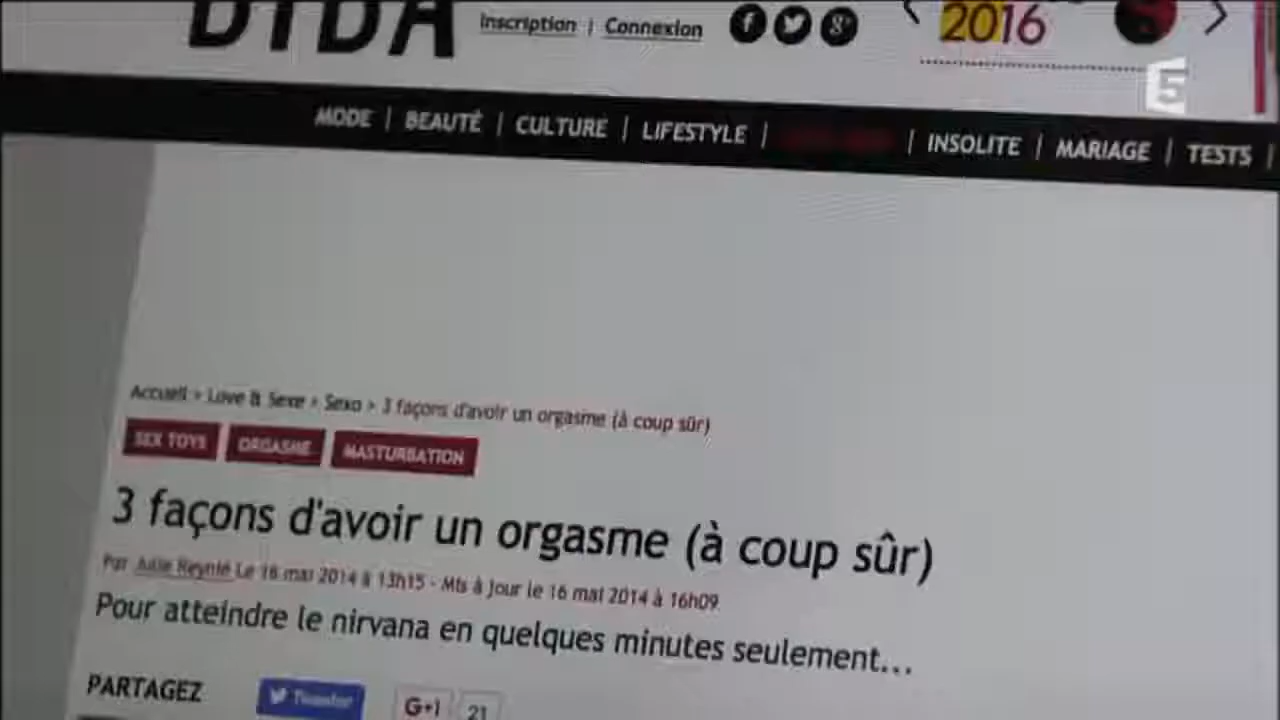 Inscription | Connexion
2016
5
MODE | BEAUTÉ | CULTURE | LIFESTYLE | | INSOLITE | MARIAGE | TESTS |
Accueil > Love & Sexe > Sexo > 3 façons d'avoir un orgasme (à coup sûr)
SEX TOYS ORGASME MASTURBATION
3 façons d'avoir un orgasme (à coup sûr)
Par Julie Reynié Le 16 mai 2014 à 13h15 - Mis à jour le 16 mai 2014 à 16h09
Pour atteindre le nirvana en quelques minutes seulement...
PARTAGEZ Tweeter G+1 21